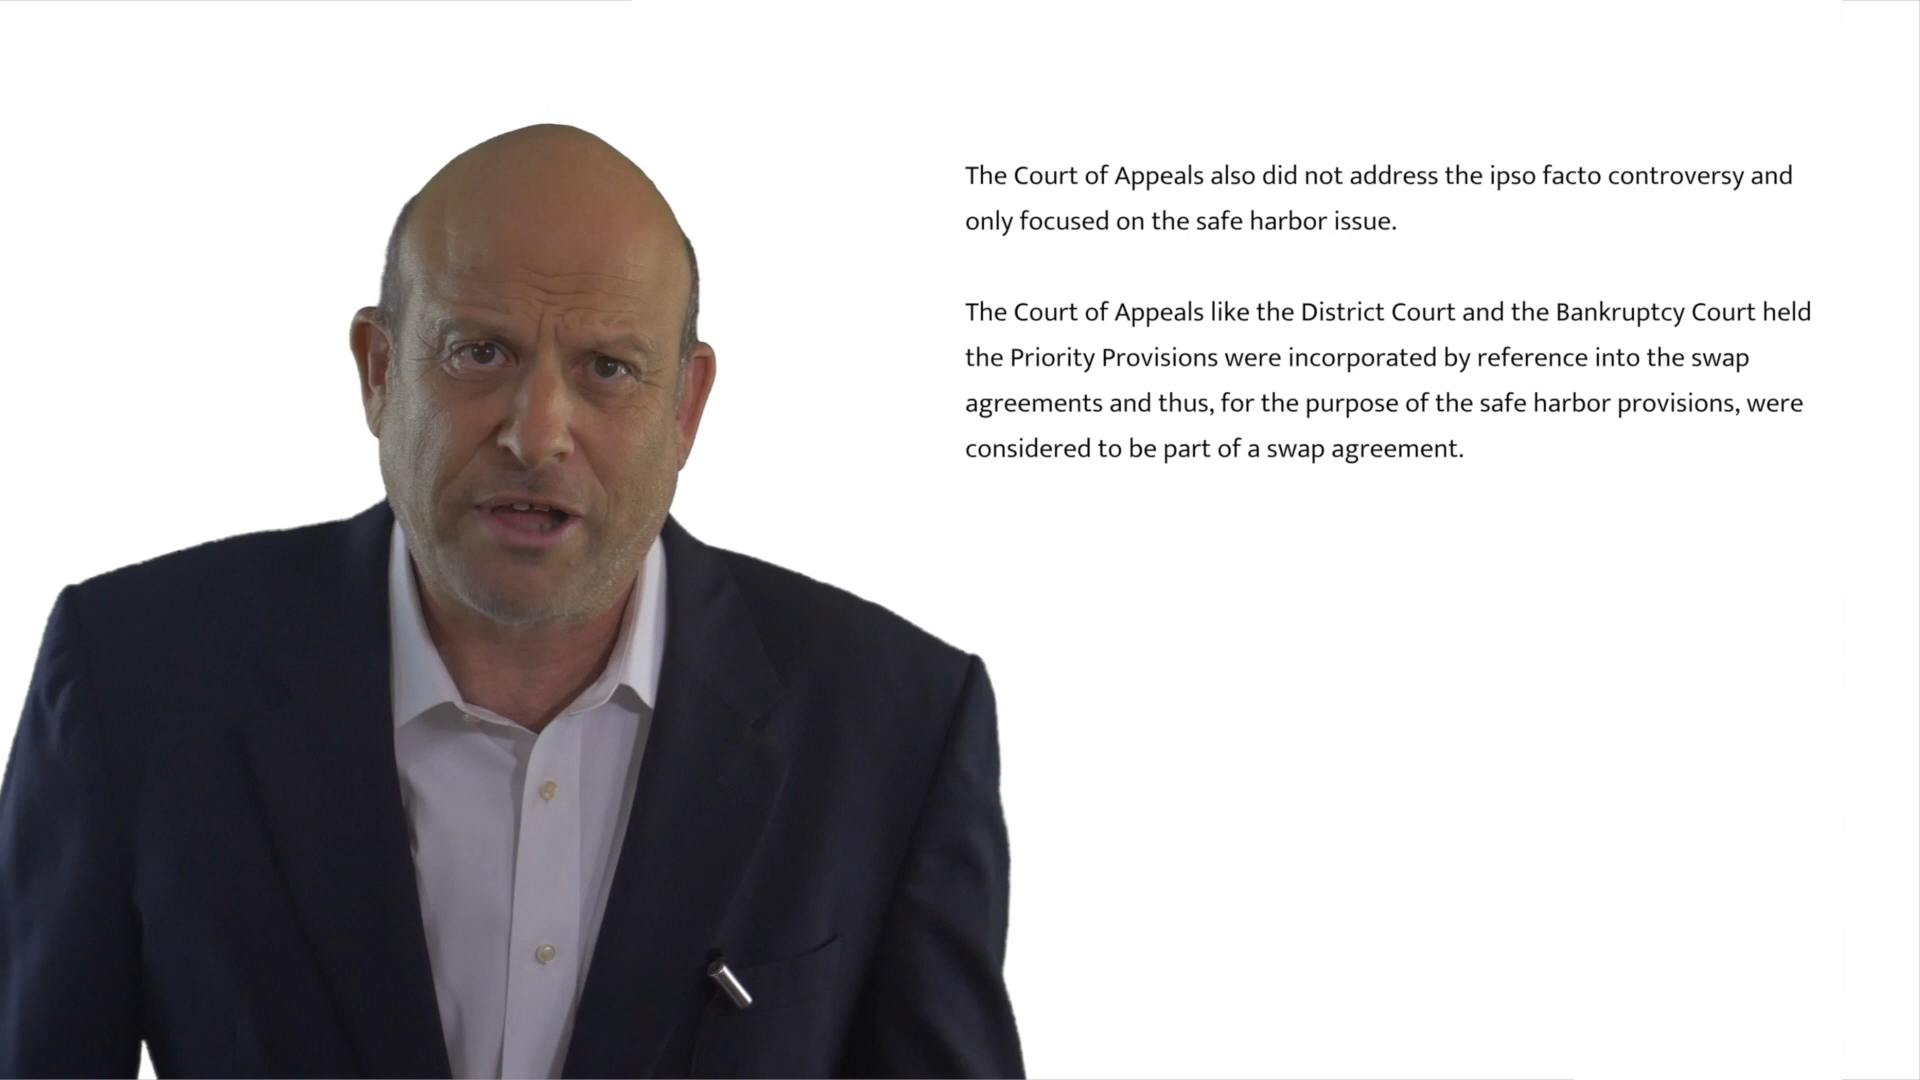 The Court of Appeals also did not address the ipso facto controversy and
only focused on the safe harbor issue.
The Court of Appeals like the District Court and the Bankruptcy Court held
the Priority Provisions were incorporated by reference into the swap
agreements and thus, for the purpose of the safe harbor provisions, were
considered to be part of a swap agreement.